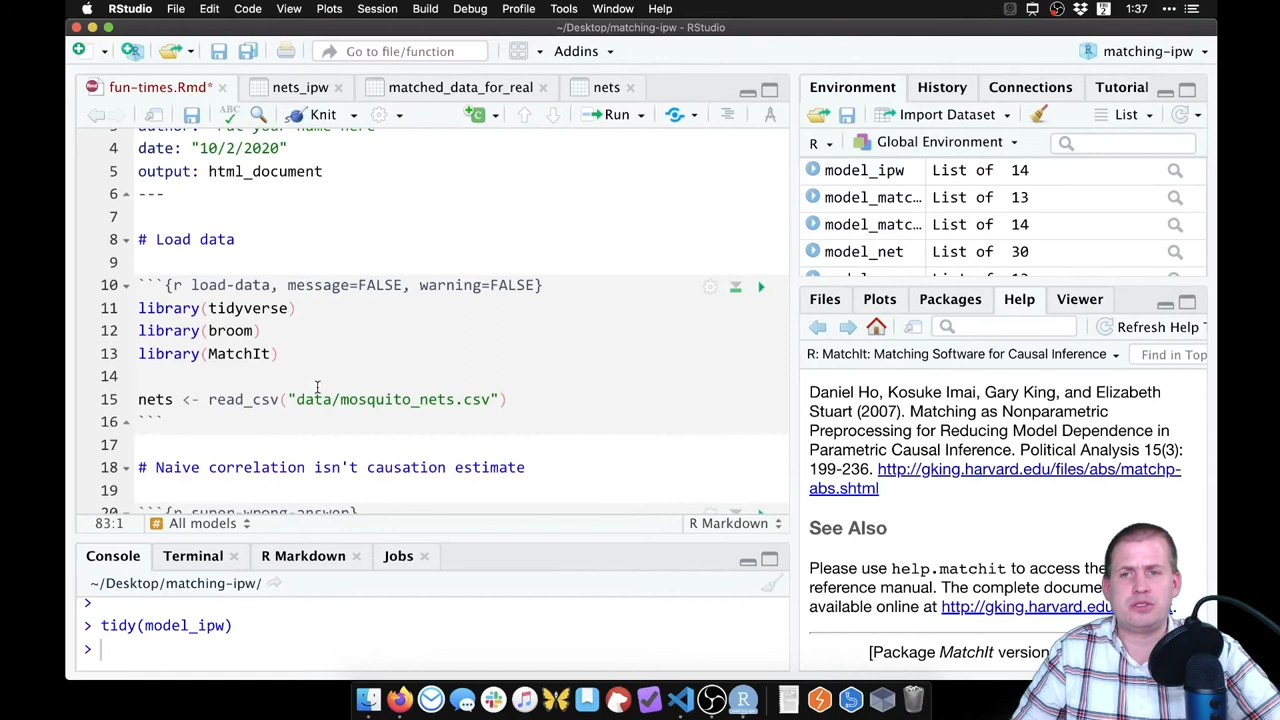 RStudio File Edit Code View Plots Session Build Debug Profile Tools Window Help 2 1:37
~/Desktop/matching-ipw - RStudio
Go to file/function Addins matching-ipw
fun-times.Rmd* nets_ipw matched_data_for_real nets
Knit Run
4 date: "10/2/2020"
5 output: html_document
6 ---
7
8 # Load data
9
10 ```{r load-data, message=FALSE, warning=FALSE}
11 library(tidyverse)
12 library(broom)
13 library(MatchIt)
14
15 nets <- read_csv("data/mosquito_nets.csv")
16 ```
17
18 # Naive correlation isn't causation estimate
19
20 ```{r super-wrong-answer}
83:1 # All models R Markdown
Console Terminal R Markdown Jobs
~/Desktop/matching-ipw/
>
> tidy(model_ipw)
>
Environment History Connections Tutorial
Import Dataset List
R Global Environment
model_ipw List of 14
model_matc... List of 13
model_matc... List of 14
model_net List of 30
Files Plots Packages Help Viewer
Refresh Help
R: MatchIt: Matching Software for Causal Inference Find in Top
Daniel Ho, Kosuke Imai, Gary King, and Elizabeth
Stuart (2007). Matching as Nonparametric
Preprocessing for Reducing Model Dependence in
Parametric Causal Inference. Political Analysis 15(3):
199-236. http://gking.harvard.edu/files/abs/matchp-
abs.shtml
See Also
Please use help.matchit to access the
reference manual. The complete docume
available online at http://gking.harvard.edu
[Package MatchIt version